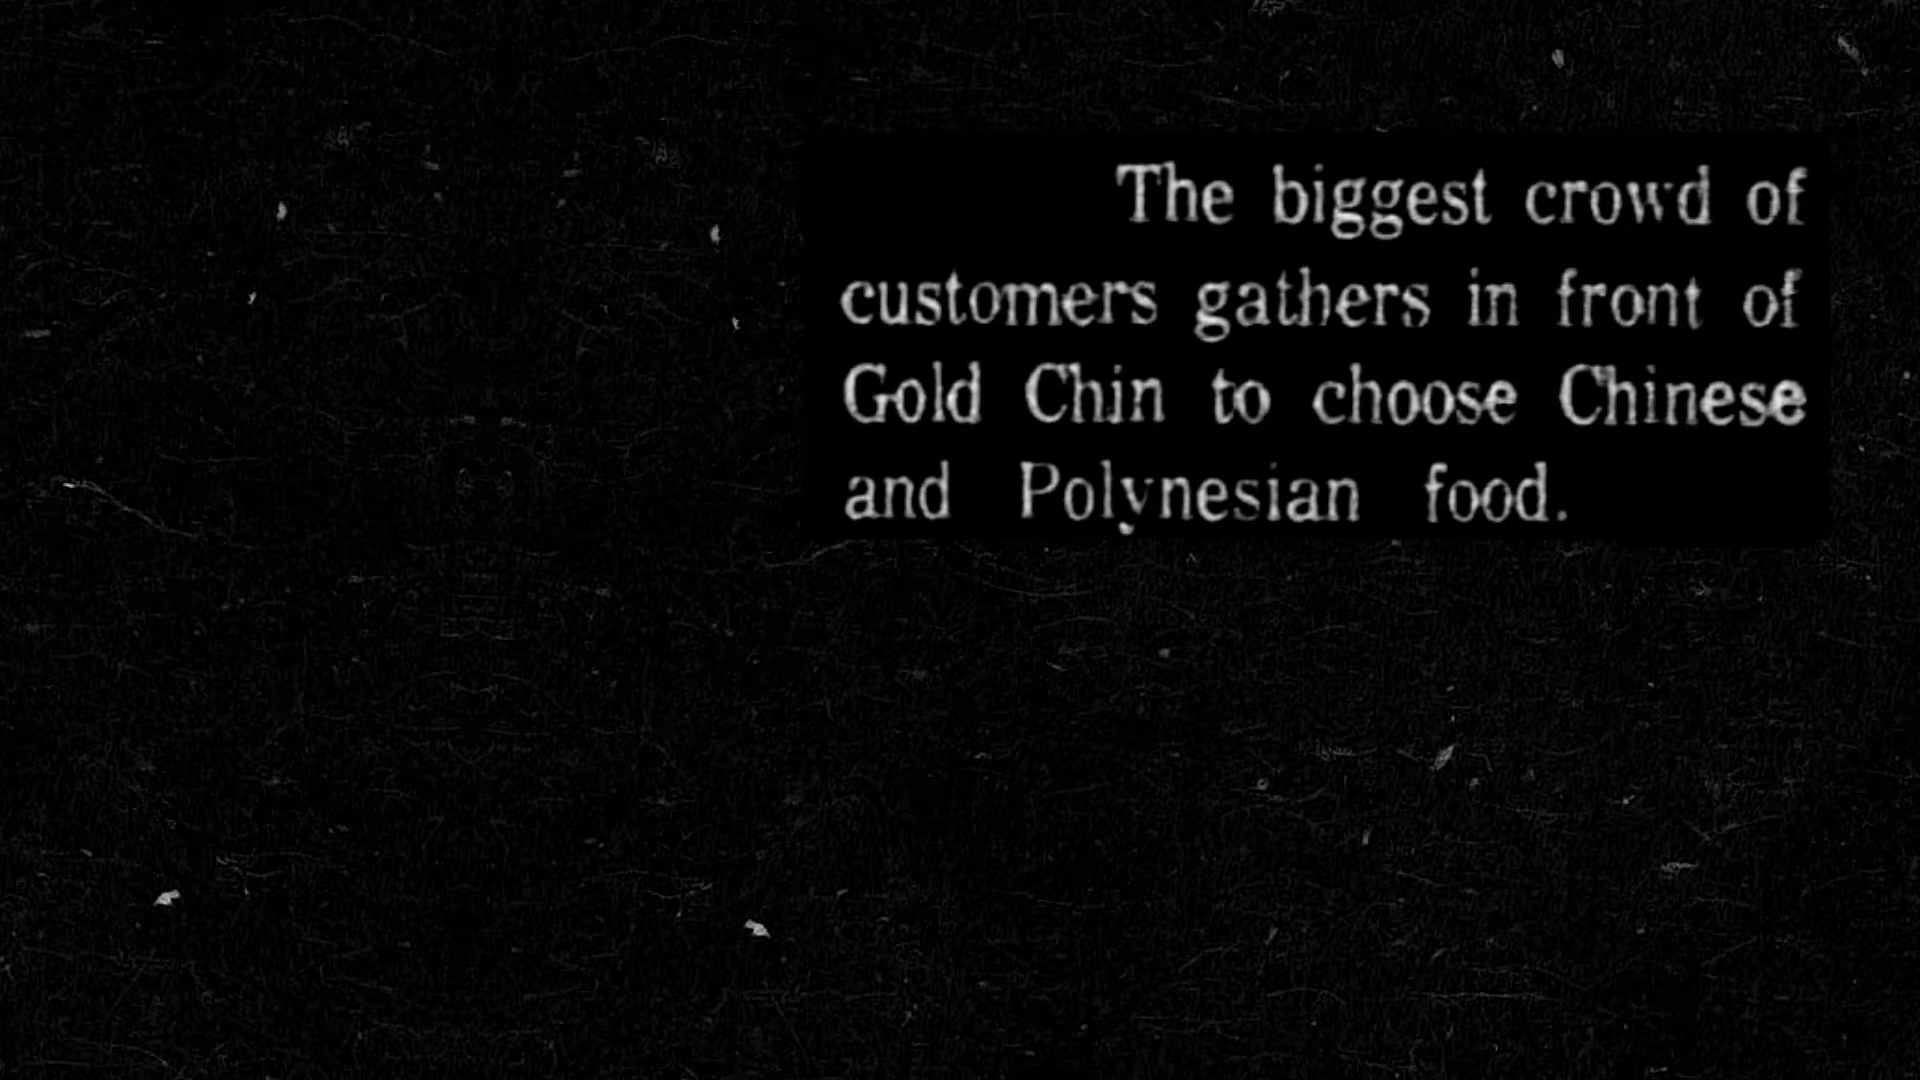 The biggest crowd of
customers gathers in front of
Gold Chin to choose Chinese
and Polynesian food.